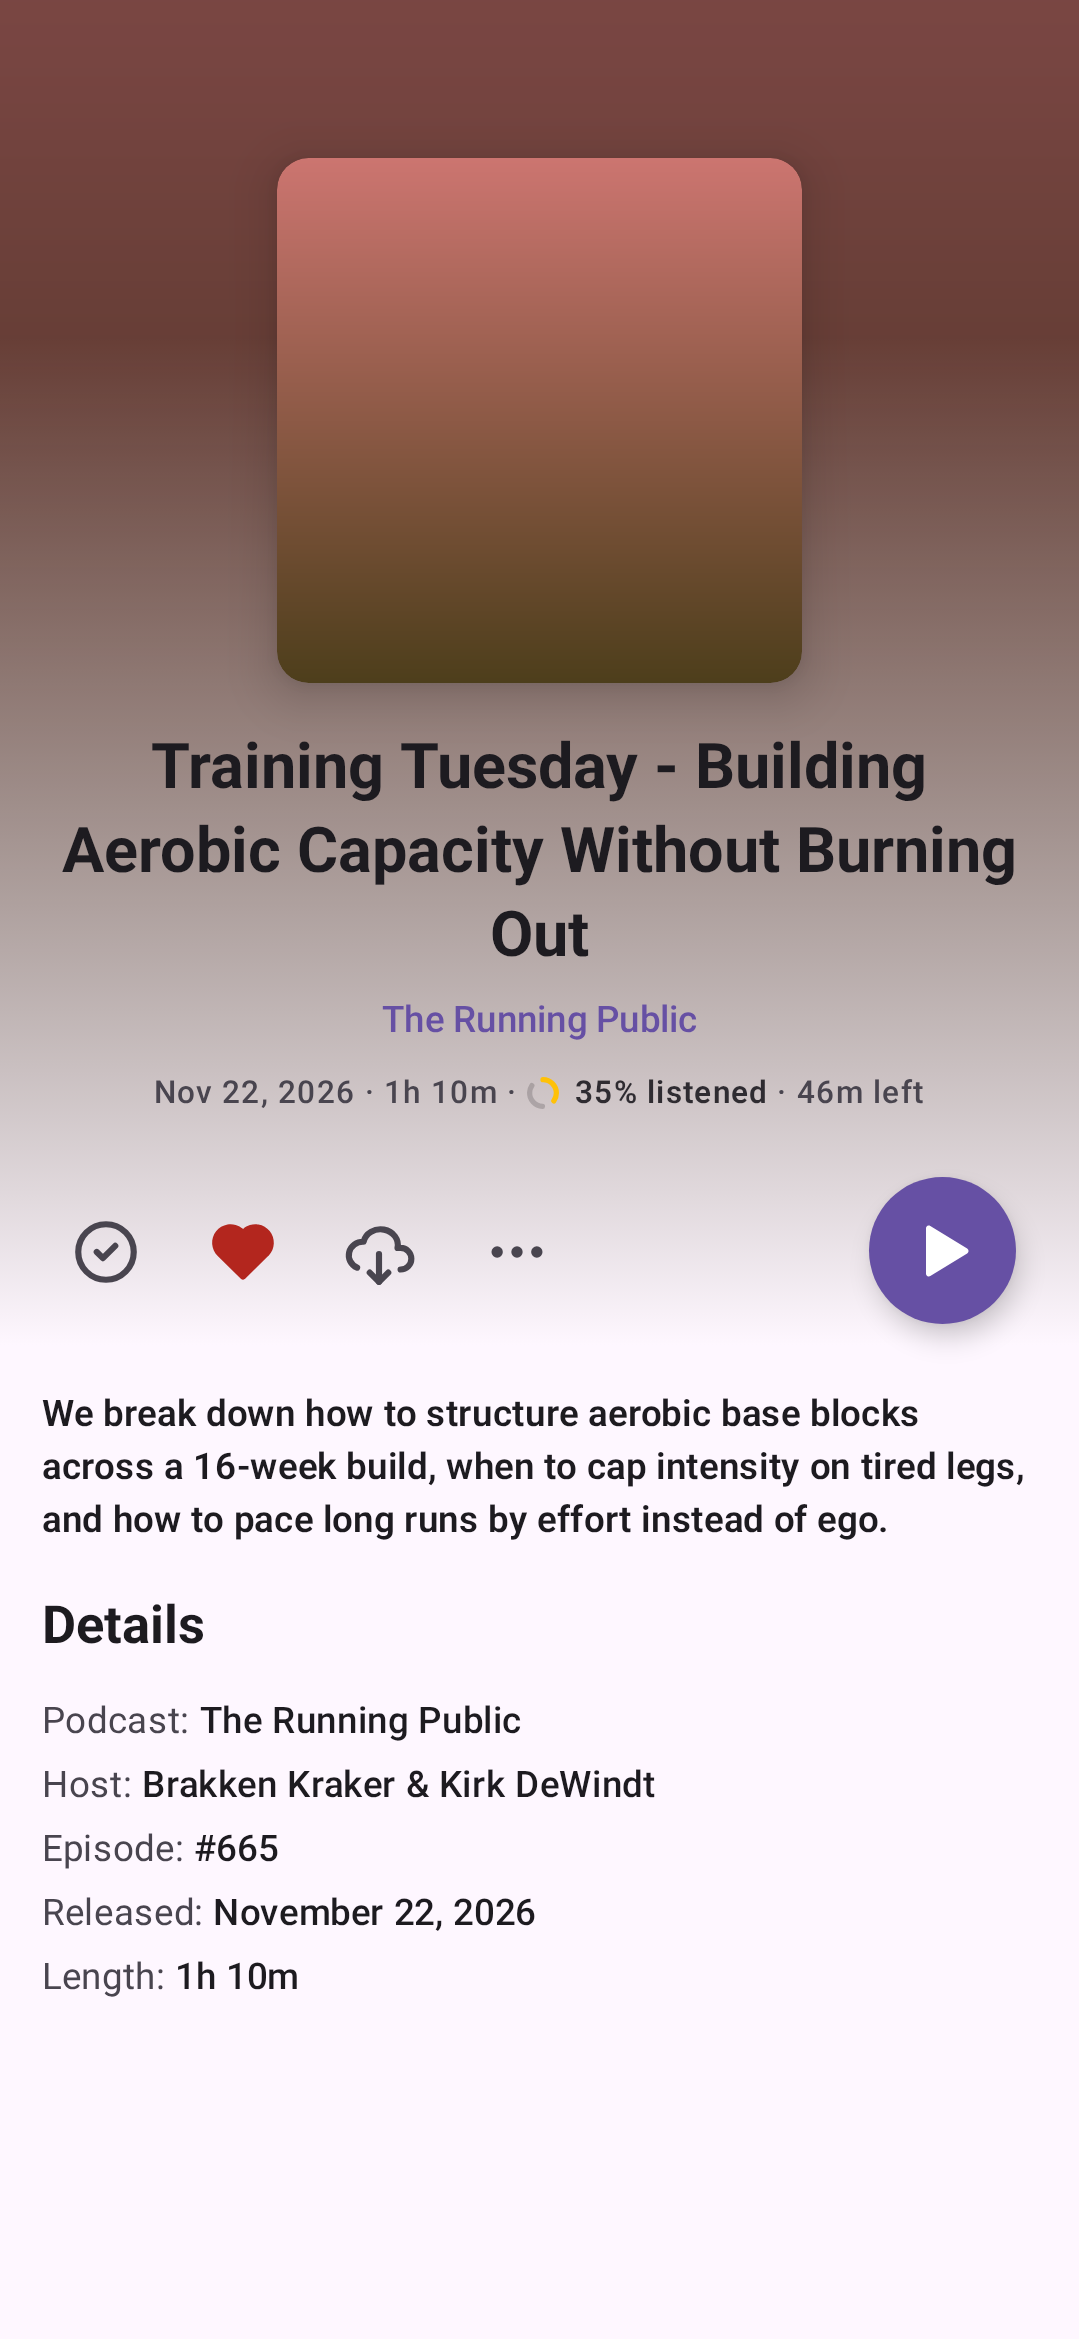 Training Tuesday - Building
Aerobic Capacity Without Burning
Out
The Running Public
Nov 22, 2026 · 1h 10m · 35% listened · 46m left
We break down how to structure aerobic base blocks
across a 16-week build, when to cap intensity on tired legs,
and how to pace long runs by effort instead of ego.
Details
Podcast: The Running Public
Host: Brakken Kraker & Kirk DeWindt
Episode: #665
Released: November 22, 2026
Length: 1h 10m